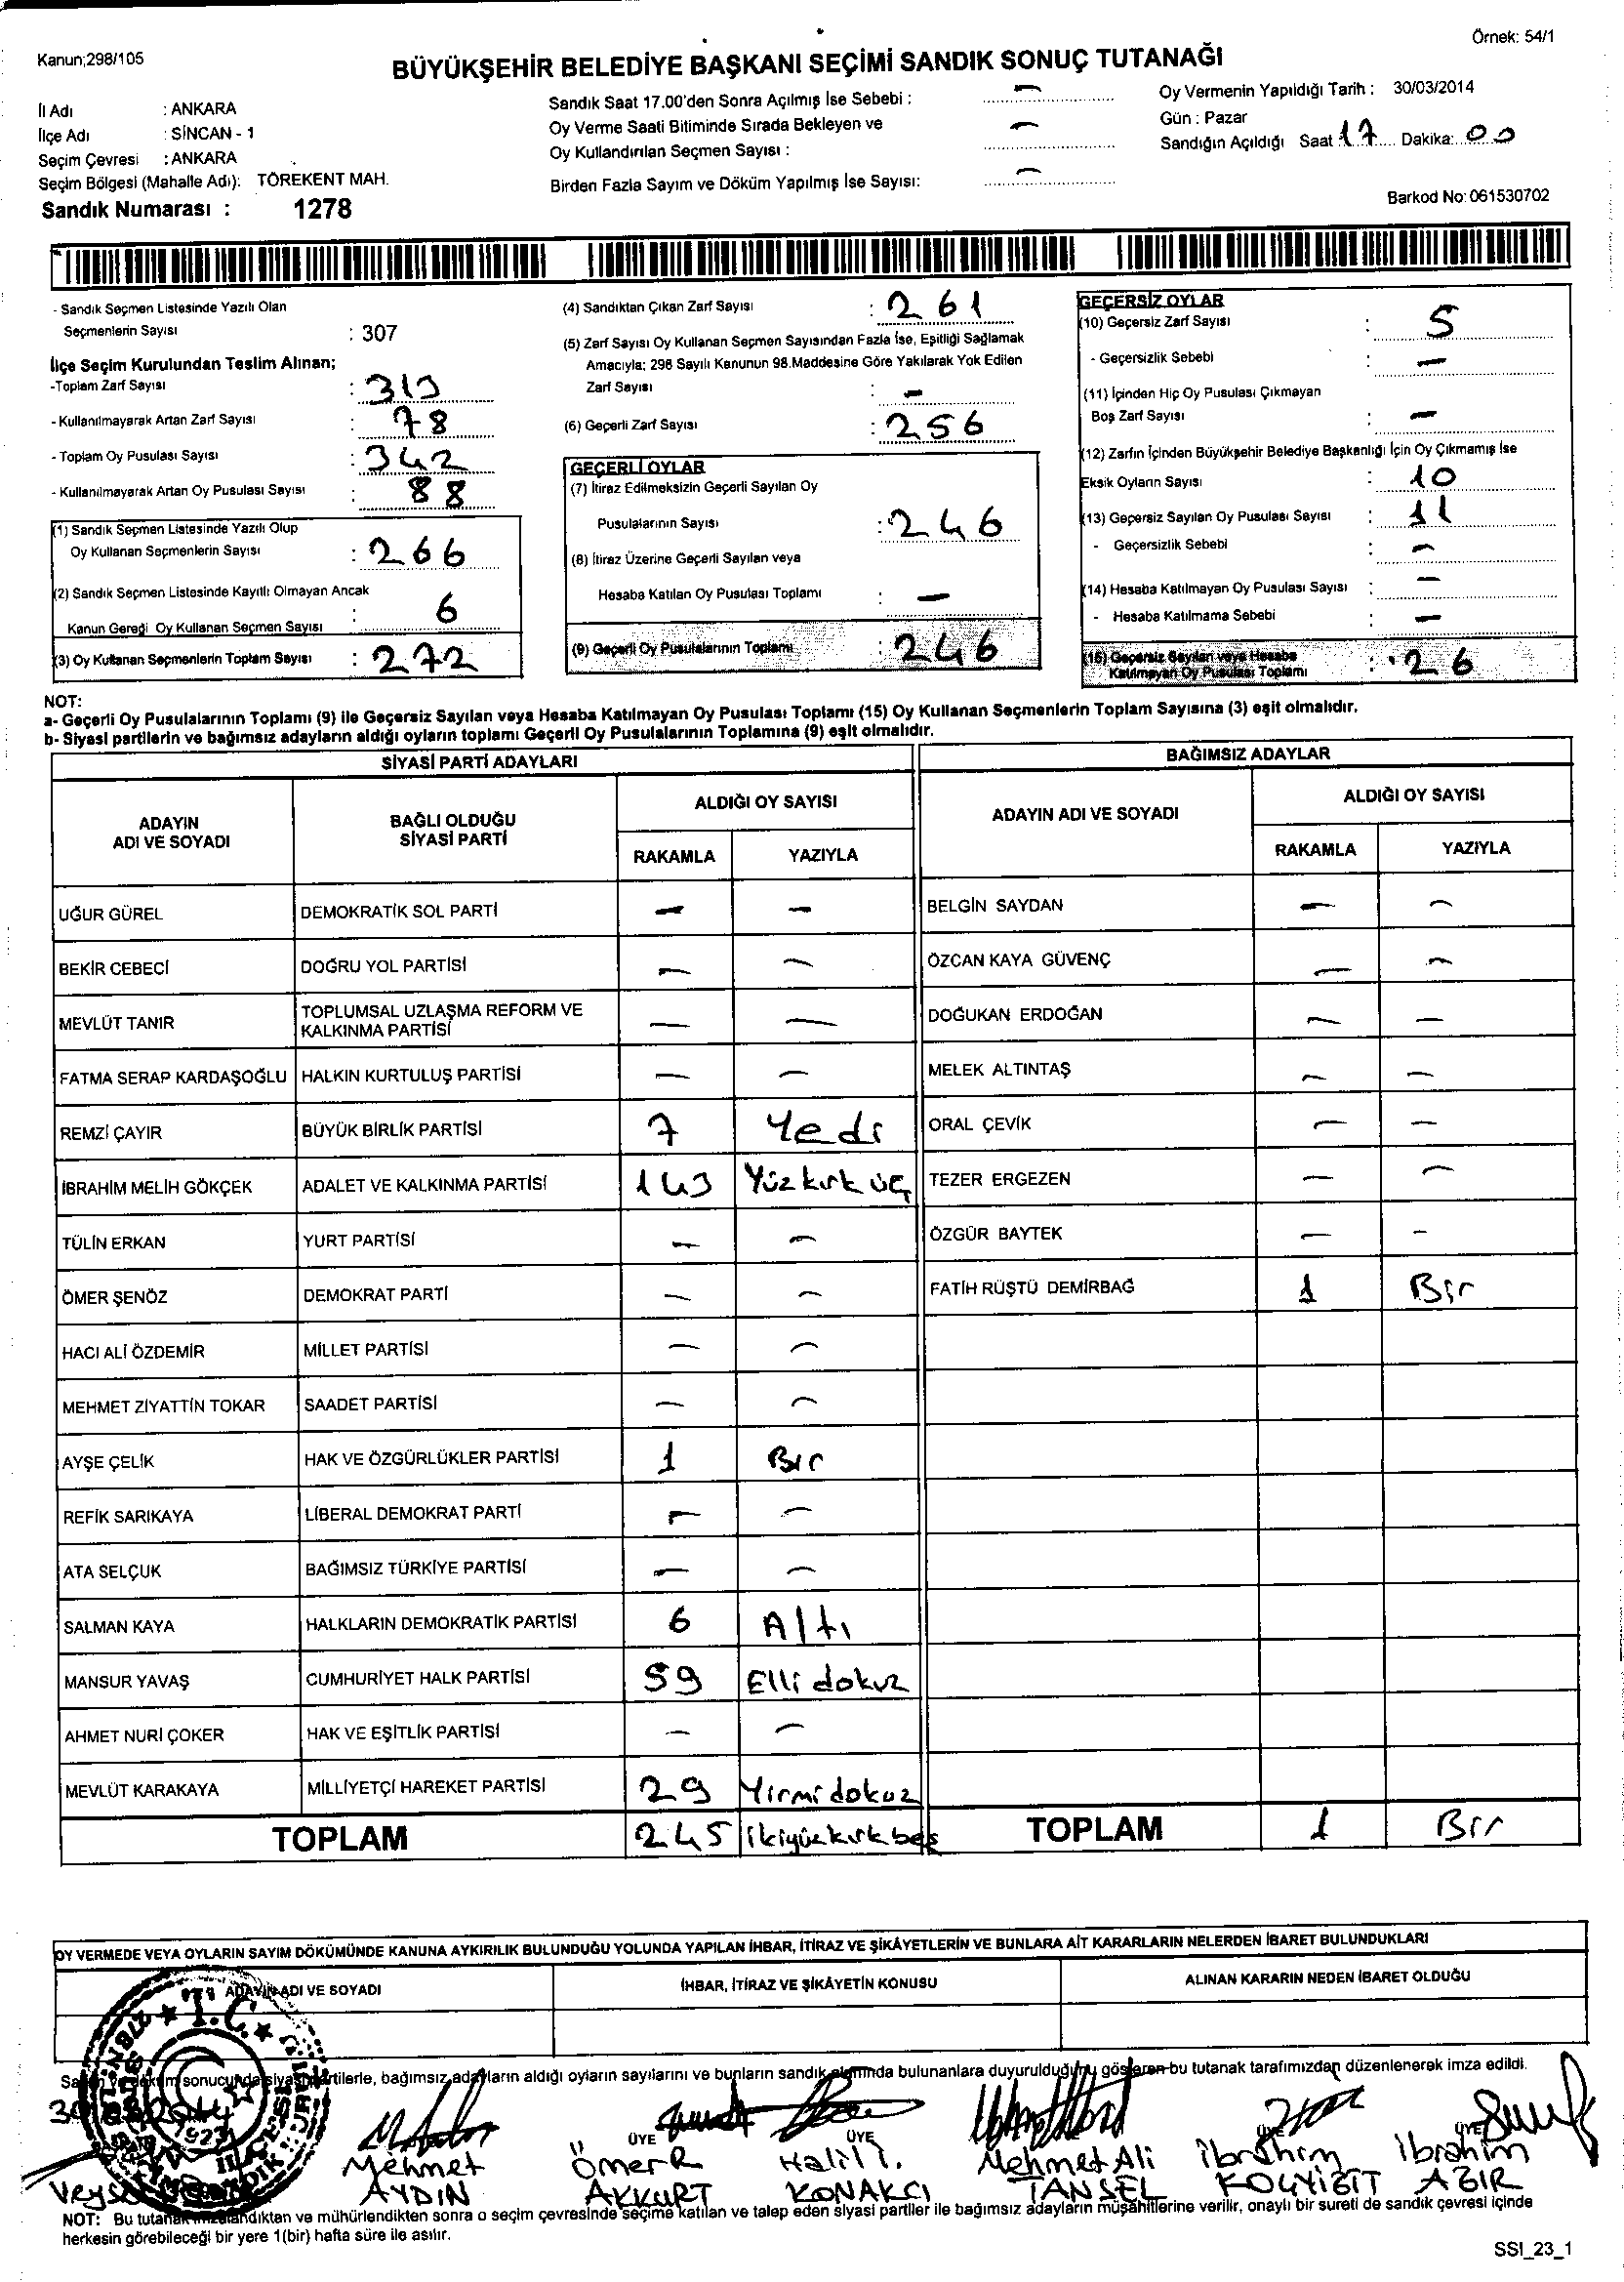 Örnek: 54/1
Kanun;298/105
BÜYÜKŞEHİR BELEDİYE BAŞKANI SEÇİMİ SANDIK SONUÇ TUTANAĞI
İl Adı : ANKARA
İlçe Adı : SİNCAN - 1
Seçim Çevresi : ANKARA
Seçim Bölgesi (Mahalle Adı): TÖREKENT MAH.
Sandık Numarası : 1278
Sandık Saat 17.00'den Sonra Açılmış İse Sebebi : –
Oy Verme Saati Bitiminde Sırada Bekleyen ve –
Oy Kullandırılan Seçmen Sayısı :
Birden Fazla Sayım ve Döküm Yapılmış İse Sayısı: –
Oy Vermenin Yapıldığı Tarih : 30/03/2014
Gün : Pazar
Sandığın Açıldığı Saat 17 Dakika: 00
Barkod No: 061530702
- Sandık Seçmen Listesinde Yazılı Olan
Seçmenlerin Sayısı : 307
İlçe Seçim Kurulundan Teslim Alınan;
-Toplam Zarf Sayısı : 313
- Kullanılmayarak Artan Zarf Sayısı : 78
- Toplam Oy Pusulası Sayısı : 342
- Kullanılmayarak Artan Oy Pusulası Sayısı : 88
(1) Sandık Seçmen Listesinde Yazılı Olup
Oy Kullanan Seçmenlerin Sayısı : 266
(2) Sandık Seçmen Listesinde Kayıtlı Olmayan Ancak
Kanun Gereği Oy Kullanan Seçmen Sayısı : 6
(3) Oy Kullanan Seçmenlerin Toplam Sayısı : 272
(4) Sandıktan Çıkan Zarf Sayısı : 261
(5) Zarf Sayısı Oy Kullanan Seçmen Sayısından Fazla İse, Eşitliği Sağlamak
Amacıyla; 298 Sayılı Kanunun 98.Maddesine Göre Yakılarak Yok Edilen
Zarf Sayısı : –
(6) Geçerli Zarf Sayısı : 256
GEÇERLİ OYLAR
(7) İtiraz Edilmeksizin Geçerli Sayılan Oy
Pusulalarının Sayısı : 246
(8) İtiraz Üzerine Geçerli Sayılan veya
Hesaba Katılan Oy Pusulası Toplamı : –
(9) Geçerli Oy Pusulalarının Toplamı : 246
GEÇERSİZ OYLAR
(10) Geçersiz Zarf Sayısı : 5
- Geçersizlik Sebebi : –
(11) İçinden Hiç Oy Pusulası Çıkmayan
Boş Zarf Sayısı : –
(12) Zarfın İçinden Büyükşehir Belediye Başkanlığı İçin Oy Çıkmamış İse
Eksik Oyların Sayısı : 10
(13) Geçersiz Sayılan Oy Pusulası Sayısı : 11
- Geçersizlik Sebebi : –
(14) Hesaba Katılmayan Oy Pusulası Sayısı : –
- Hesaba Katılmama Sebebi : –
(15) Geçersiz Sayılan veya Hesaba
Katılmayan Oy Pusulası Toplamı : 26
NOT:
a- Geçerli Oy Pusulalarının Toplamı (9) ile Geçersiz Sayılan veya Hesaba Katılmayan Oy Pusulası Toplamı (15) Oy Kullanan Seçmenlerin Toplam Sayısına (3) eşit olmalıdır.
b- Siyasi partilerin ve bağımsız adayların aldığı oyların toplamı Geçerli Oy Pusulalarının Toplamına (9) eşit olmalıdır.
SİYASİ PARTİ ADAYLARI
ADAYIN ADI VE SOYADI BAĞLI OLDUĞU SİYASİ PARTİ ALDIĞI OY SAYISI
RAKAMLA YAZIYLA
UĞUR GÜREL DEMOKRATİK SOL PARTİ – –
BEKİR CEBECİ DOĞRU YOL PARTİSİ – –
MEVLÜT TANIR TOPLUMSAL UZLAŞMA REFORM VE KALKINMA PARTİSİ – –
FATMA SERAP KARDAŞOĞLU HALKIN KURTULUŞ PARTİSİ – –
REMZİ ÇAYIR BÜYÜK BİRLİK PARTİSİ 7 Yedi
İBRAHİM MELİH GÖKÇEK ADALET VE KALKINMA PARTİSİ 143 Yüz kırk üç
TÜLİN ERKAN YURT PARTİSİ – –
ÖMER ŞENÖZ DEMOKRAT PARTİ – –
HACI ALİ ÖZDEMİR MİLLET PARTİSİ – –
MEHMET ZİYATTİN TOKAR SAADET PARTİSİ – –
AYŞE ÇELİK HAK VE ÖZGÜRLÜKLER PARTİSİ 1 Bir
REFİK SARIKAYA LİBERAL DEMOKRAT PARTİ – –
ATA SELÇUK BAĞIMSIZ TÜRKİYE PARTİSİ – –
SALMAN KAYA HALKLARIN DEMOKRATİK PARTİSİ 6 Altı
MANSUR YAVAŞ CUMHURİYET HALK PARTİSİ 59 Elli dokuz
AHMET NURİ ÇOKER HAK VE EŞİTLİK PARTİSİ – –
MEVLÜT KARAKAYA MİLLİYETÇİ HAREKET PARTİSİ 29 Yirmi dokuz
TOPLAM 245 İkiyüz kırk beş
BAĞIMSIZ ADAYLAR
ADAYIN ADI VE SOYADI ALDIĞI OY SAYISI
RAKAMLA YAZIYLA
BELGİN SAYDAN – –
ÖZCAN KAYA GÜVENÇ – –
DOĞUKAN ERDOĞAN – –
MELEK ALTINTAŞ – –
ORAL ÇEVİK – –
TEZER ERGEZEN – –
ÖZGÜR BAYTEK – –
FATİH RÜŞTÜ DEMİRBAĞ 1 Bir
TOPLAM 1 Bir
OY VERMEDE VEYA OYLARIN SAYIM DÖKÜMÜNDE KANUNA AYKIRILIK BULUNDUĞU YOLUNDA YAPILAN İHBAR, İTİRAZ VE ŞİKÂYETLERİN VE BUNLARA AİT KARARLARIN NELERDEN İBARET BULUNDUKLARI
ADAYIN ADI VE SOYADI İHBAR, İTİRAZ VE ŞİKÂYETİN KONUSU ALINAN KARARIN NEDEN İBARET OLDUĞU
T.C.
1923
sonucunda siyasi partilerle, bağımsız adayların aldığı oyların sayılarını ve bunların sandık alanında bulunanlara duyurulduğunu gösteren bu tutanak tarafımızdan düzenlenerek imza edildi.
ÜYE ÜYE ÜYE ÜYE
Mehmet Ömer R Halil İ. Mehmet Ali İbrahim İbrahim
AYDIN AKKURT KONAKÇI TANSEL KOÇYİĞİT AĞIR
NOT: Bu tutanak imzalandıktan ve mühürlendikten sonra o seçim çevresinde seçime katılan ve talep eden siyasi partiler ile bağımsız adayların müşahitlerine verilir, onaylı bir sureti de sandık çevresi içinde
herkesin görebileceği bir yere 1(bir) hafta süre ile asılır.
SSI_23_1